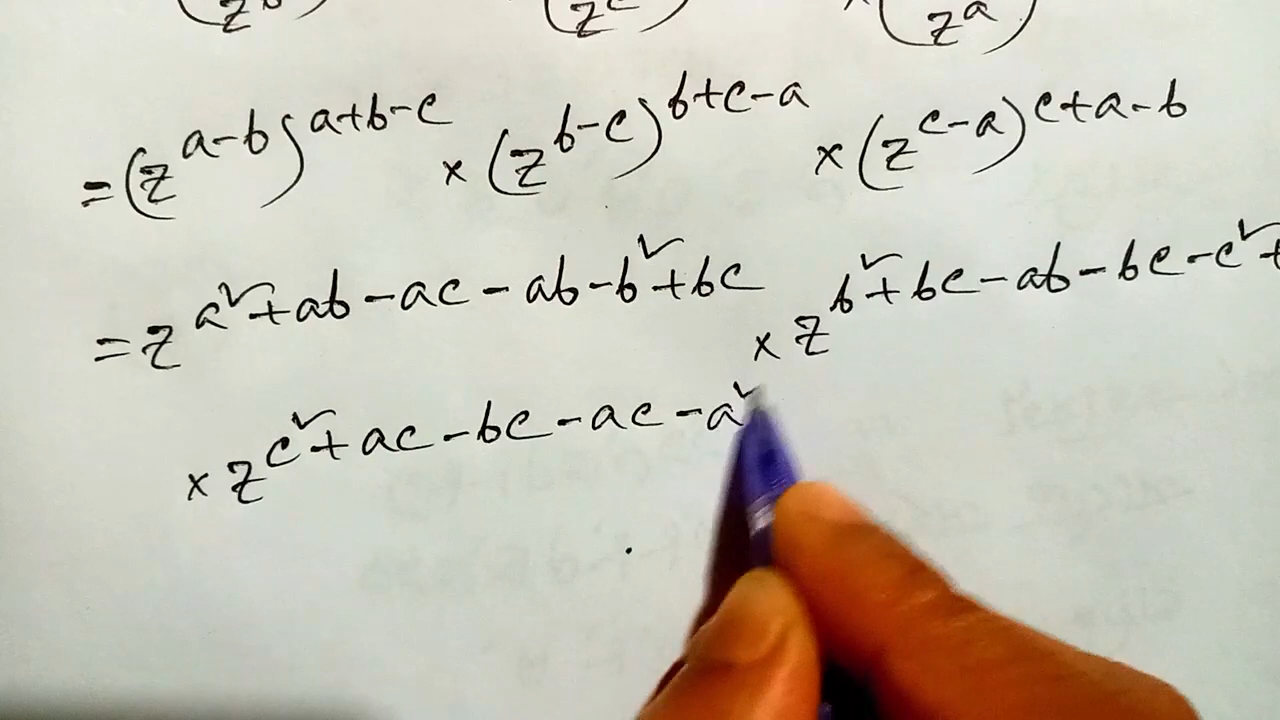 (z^b) (z^c) × (z^a)
= (z^{a-b})^{a+b-c} × (z^{b-c})^{b+c-a} × (z^{c-a})^{c+a-b}
= z^{a²+ab-ac-ab-b²+bc} × z^{b²+bc-ab-bc-c²+}
× z^{c²+ac-bc-ac-a²}